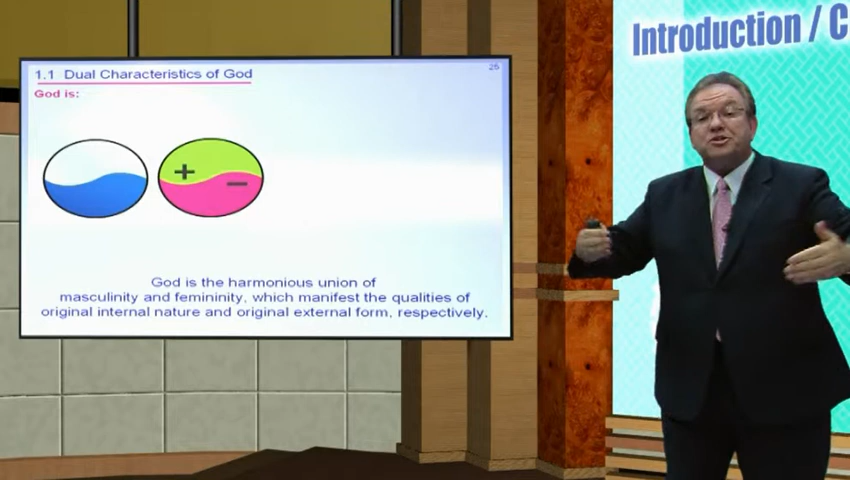 Introduction / C
1.1 Dual Characteristics of God
26
God is:
+
−
God is the harmonious union of
masculinity and femininity, which manifest the qualities of
original internal nature and original external form, respectively.